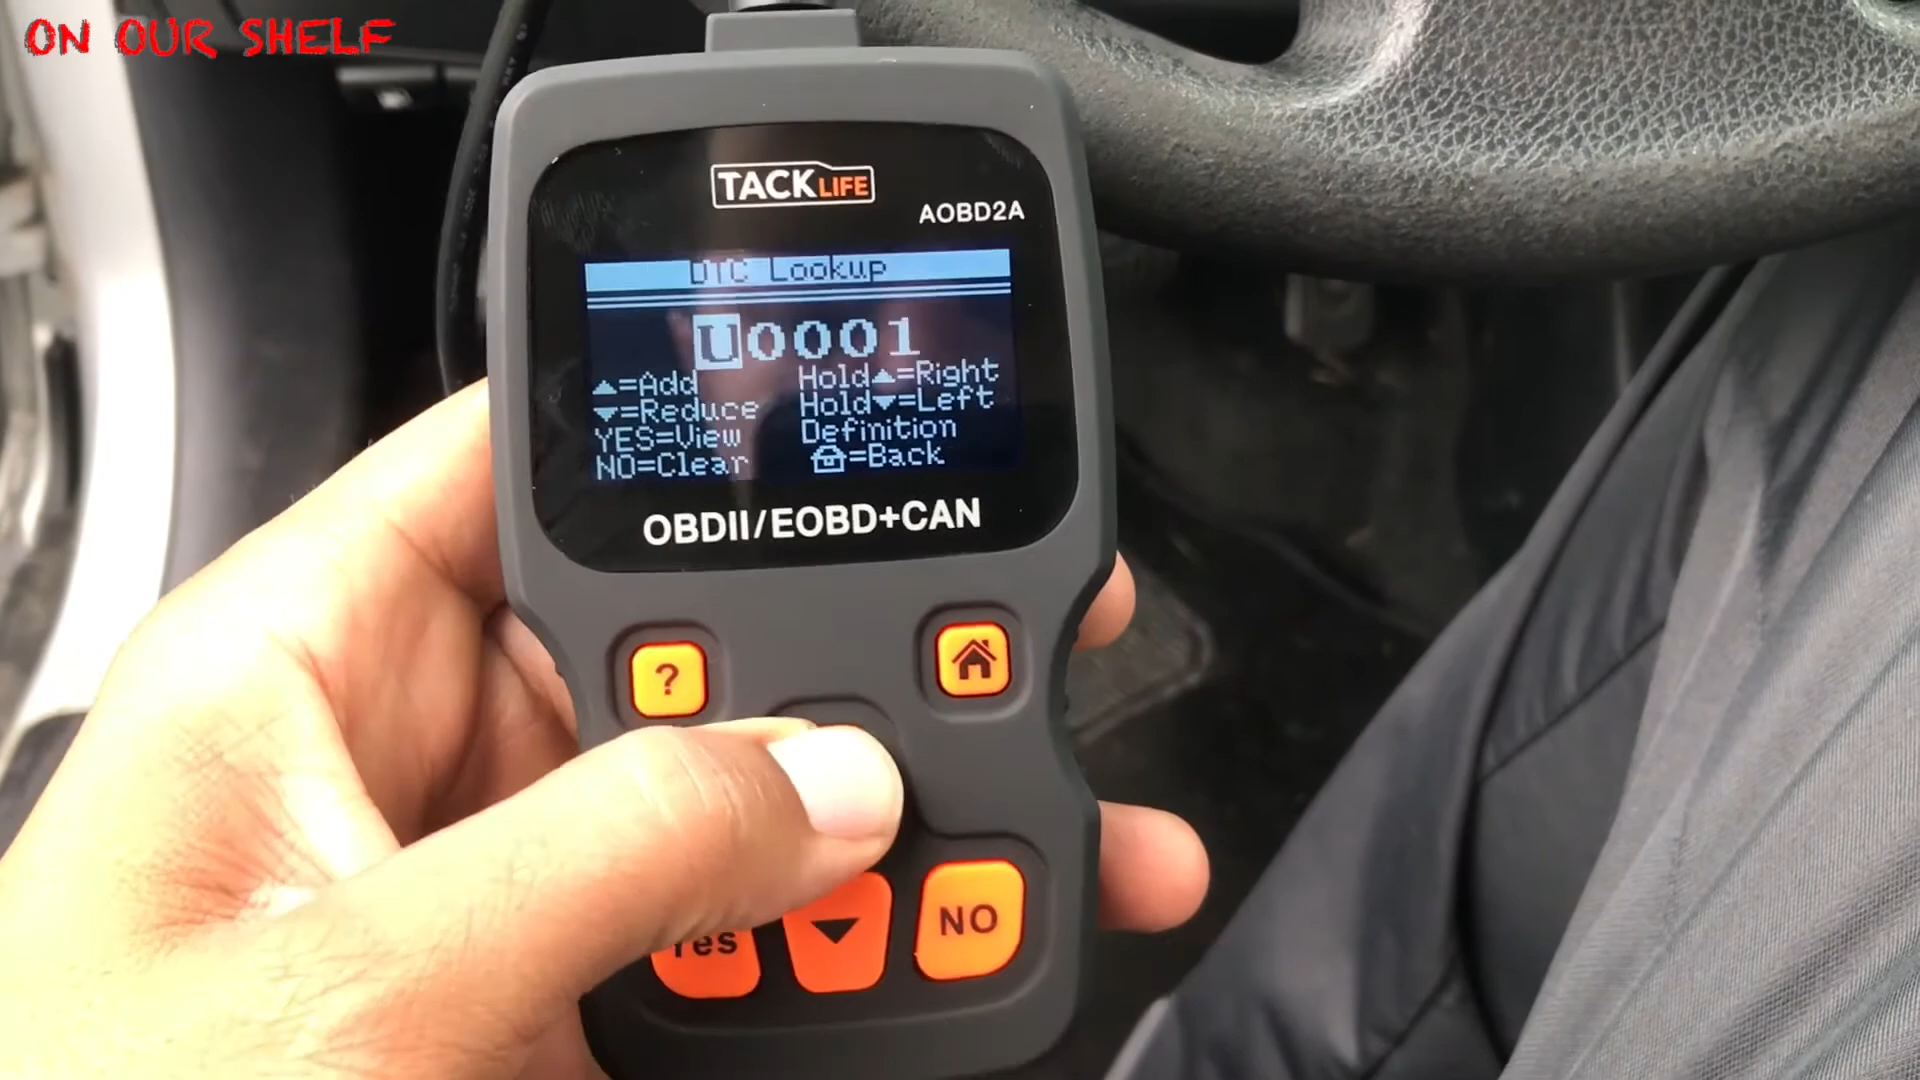 ON OUR SHELF
TACKLIFE
AOBD2A
DTC Lookup
U0001
▲=Add Hold▲=Right
▼=Reduce Hold▼=Left
YES=View Definition
NO=Clear =Back
OBDII/EOBD+CAN
?
Yes
NO